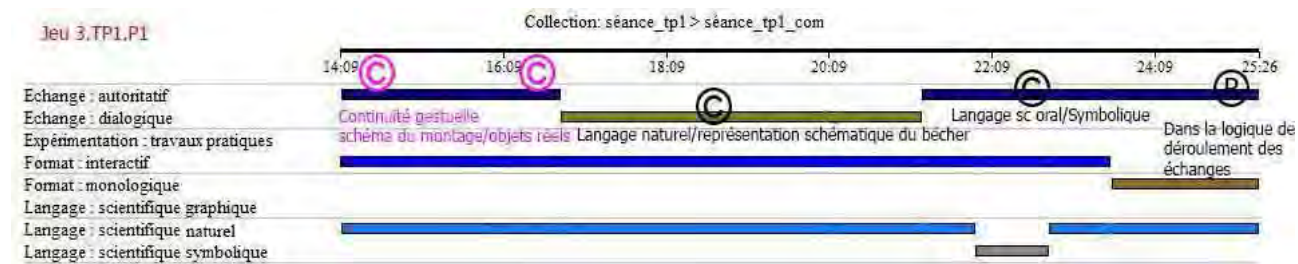 Jeu 3.TP1.P1
Collection: séance_tp1 > séance_tp1_com
14:09 16:09 18:09 20:09 22:09 24:09 25:26
C C C C R
Echange : autoritatif
Echange : dialogique
Continuité gestuelle
schéma du montage/objets réels
Langage naturel/représentation schématique du bécher
Langage sc oral/Symbolique
Dans la logique de
déroulement des
échanges
Expérimentation : travaux pratiques
Format : interactif
Format : monologique
Langage : scientifique graphique
Langage : scientifique naturel
Langage : scientifique symbolique